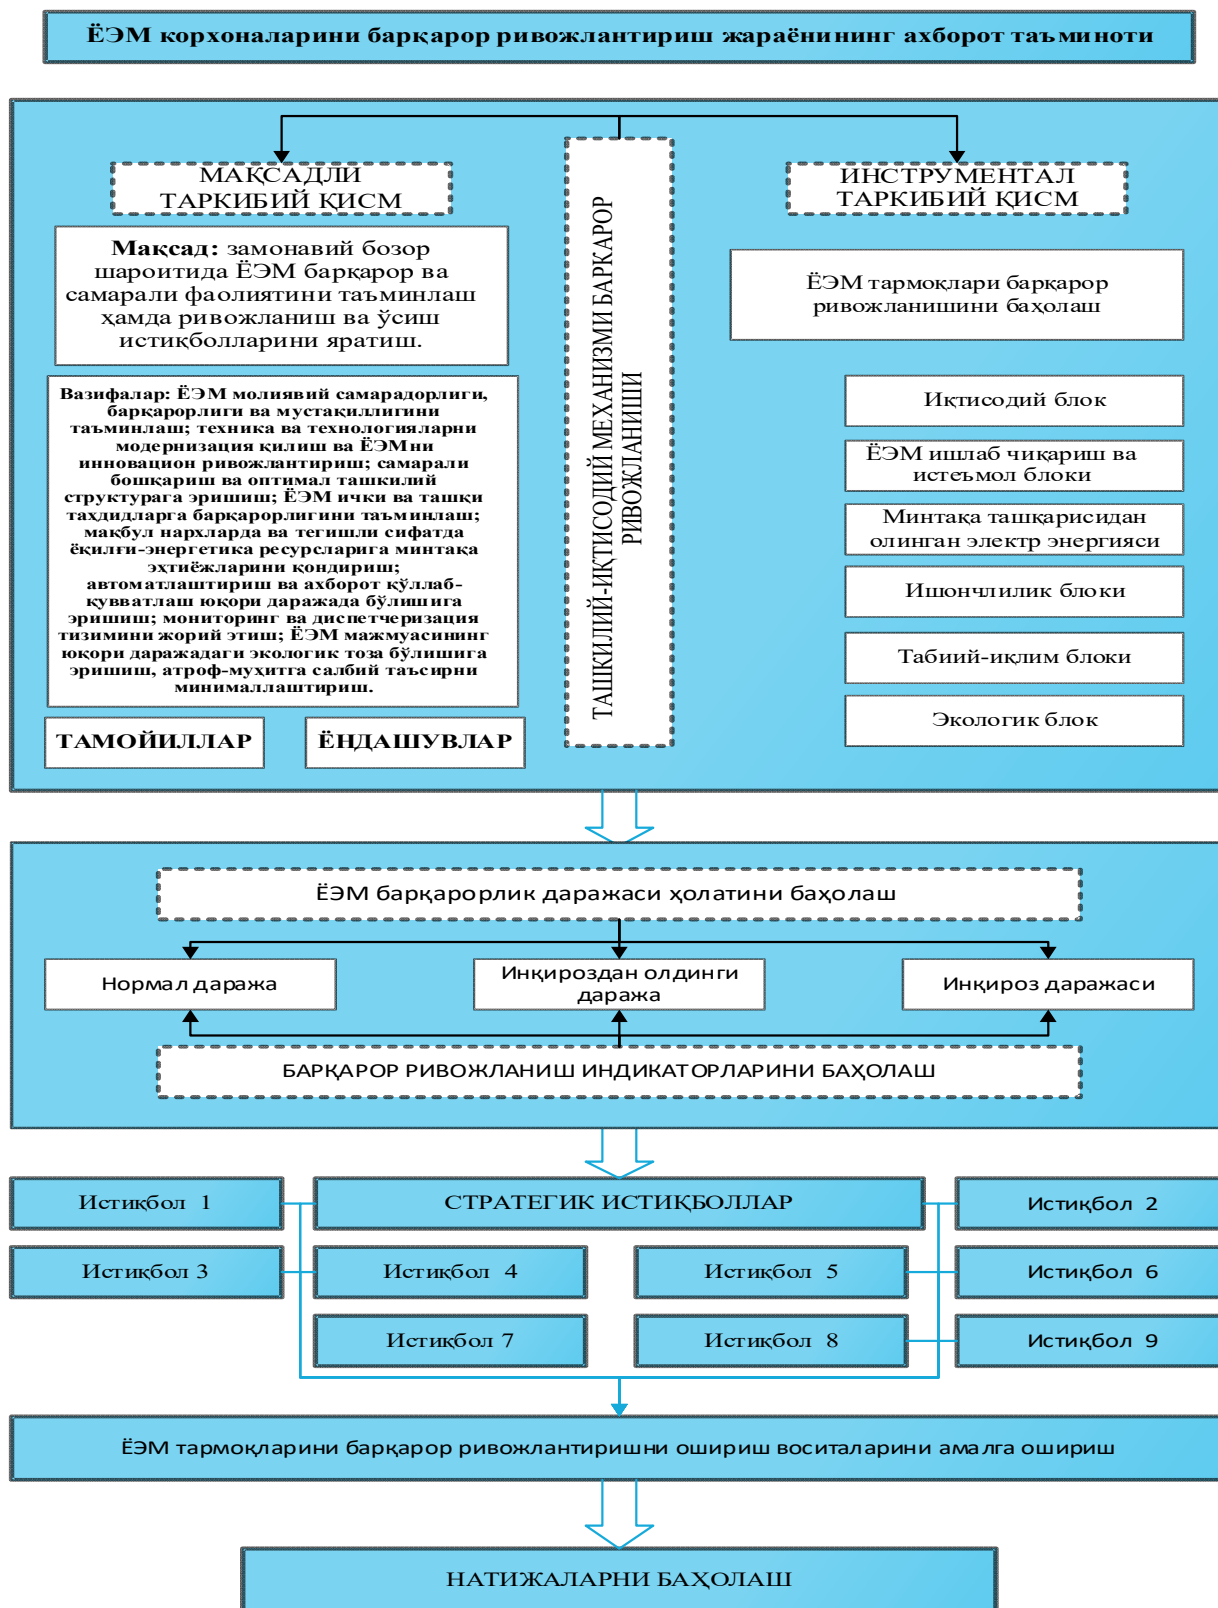 ЁЭМ корхоналарини барқарор ривожлантириш жараёнининг ахборот таъминоти
МАҚСАДЛИ
ТАРКИБИЙ ҚИСМ
Мақсад: замонавий бозор
шароитида ЁЭМ барқарор ва
самарали фаолиятини таъминлаш
ҳамда ривожланиш ва ўсиш
истиқболларини яратиш.
Вазифалар: ЁЭМ молиявий самарадорлиги,
барқарорлиги ва мустақиллигини
таъминлаш; техника ва технологияларни
модернизация қилиш ва ЁЭМни
инновацион ривожлантириш; самарали
бошқариш ва оптимал ташкилий
структурага эришиш; ЁЭМ ички ва ташқи
таҳдидларга барқарорлигини таъминлаш;
мақбул нархларда ва тегишли сифатда
ёқилғи-энергетика ресурсларига минтақа
эҳтиёжларини қондириш;
автоматлаштириш ва ахборот қўллаб-
қувватлаш юқори даражада бўлишига
эришиш; мониторинг ва диспетчеризация
тизимини жорий этиш; ЁЭМ мажмуасининг
юқори даражадаги экологик тоза бўлишига
эришиш, атроф-муҳитга салбий таъсирни
минималлаштириш.
ТАМОЙИЛЛАР
ЁНДАШУВЛАР
ТАШКИЛИЙ-ИҚТИСОДИЙ МЕХАНИЗМИ БАРКАРОР
РИВОЖЛАНИШИ
ИНСТРУМЕНТАЛ
ТАРКИБИЙ ҚИСМ
ЁЭМ тармоқлари барқарор
ривожланишини баҳолаш
Иқтисодий блок
ЁЭМ ишлаб чиқариш ва
истеъмол блоки
Минтақа ташқарисидан
олинган электр энергияси
Ишончлилик блоки
Табиий-иқлим блоки
Экологик блок
ЁЭМ барқарорлик даражаси ҳолатини баҳолаш
Нормал даража
Инқироздан олдинги
даража
Инқироз даражаси
БАРҚАРОР РИВОЖЛАНИШ ИНДИКАТОРЛАРИНИ БАҲОЛАШ
Истиқбол 1
СТРАТЕГИК ИСТИҚБОЛЛАР
Истиқбол 2
Истиқбол 3
Истиқбол 4
Истиқбол 5
Истиқбол 6
Истиқбол 7
Истиқбол 8
Истиқбол 9
ЁЭМ тармоқларини барқарор ривожлантиришни ошириш воситаларини амалга ошириш
НАТИЖАЛАРНИ БАҲОЛАШ